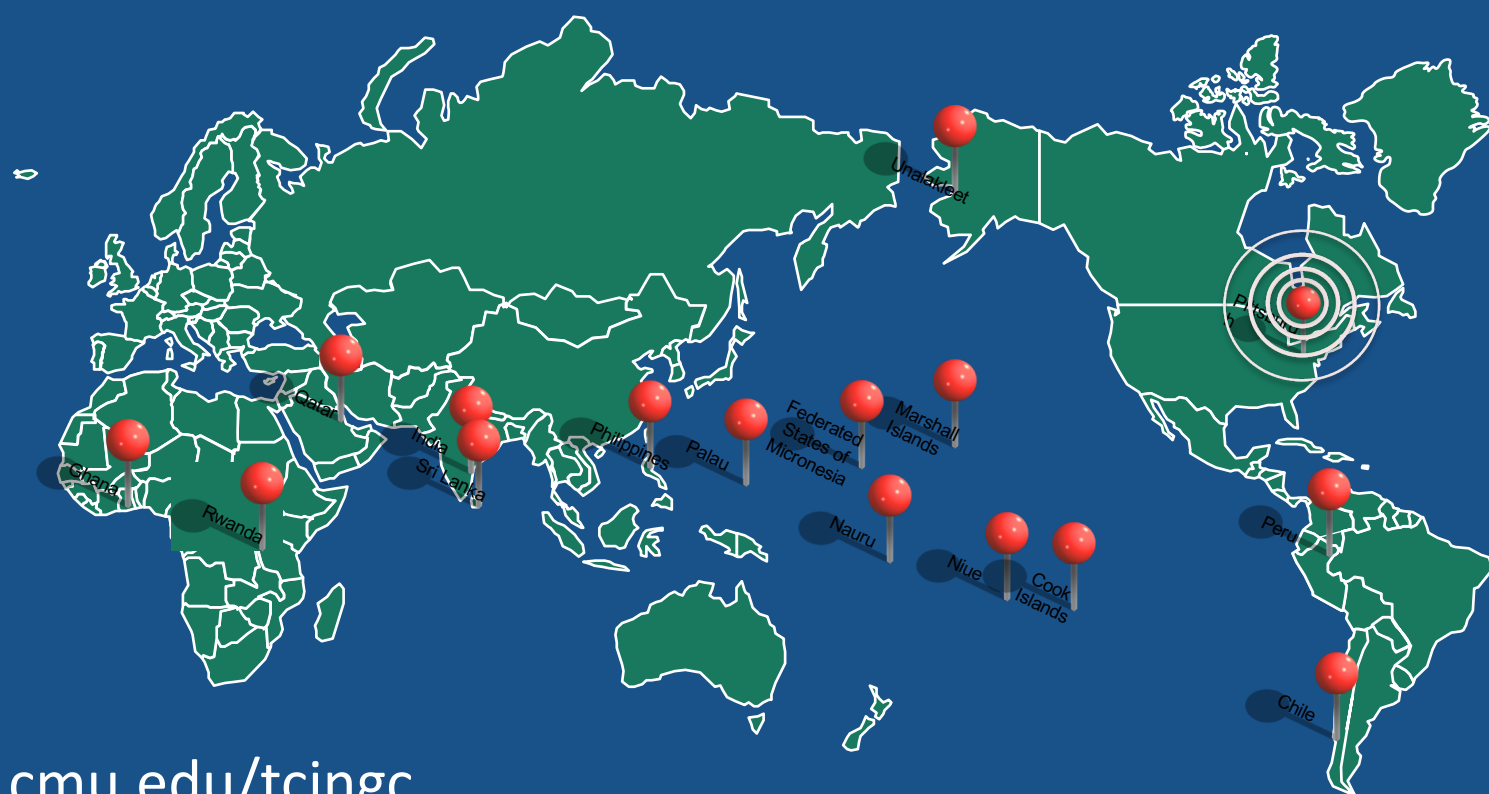 Unalakleet
Qatar
India
Sri Lanka
Ghana
Rwanda
Philippines
Palau
Federated
States of
Micronesia
Marshall
Islands
Nauru
Niue
Cook
Islands
Peru
Chile
cmu.edu/tcingc